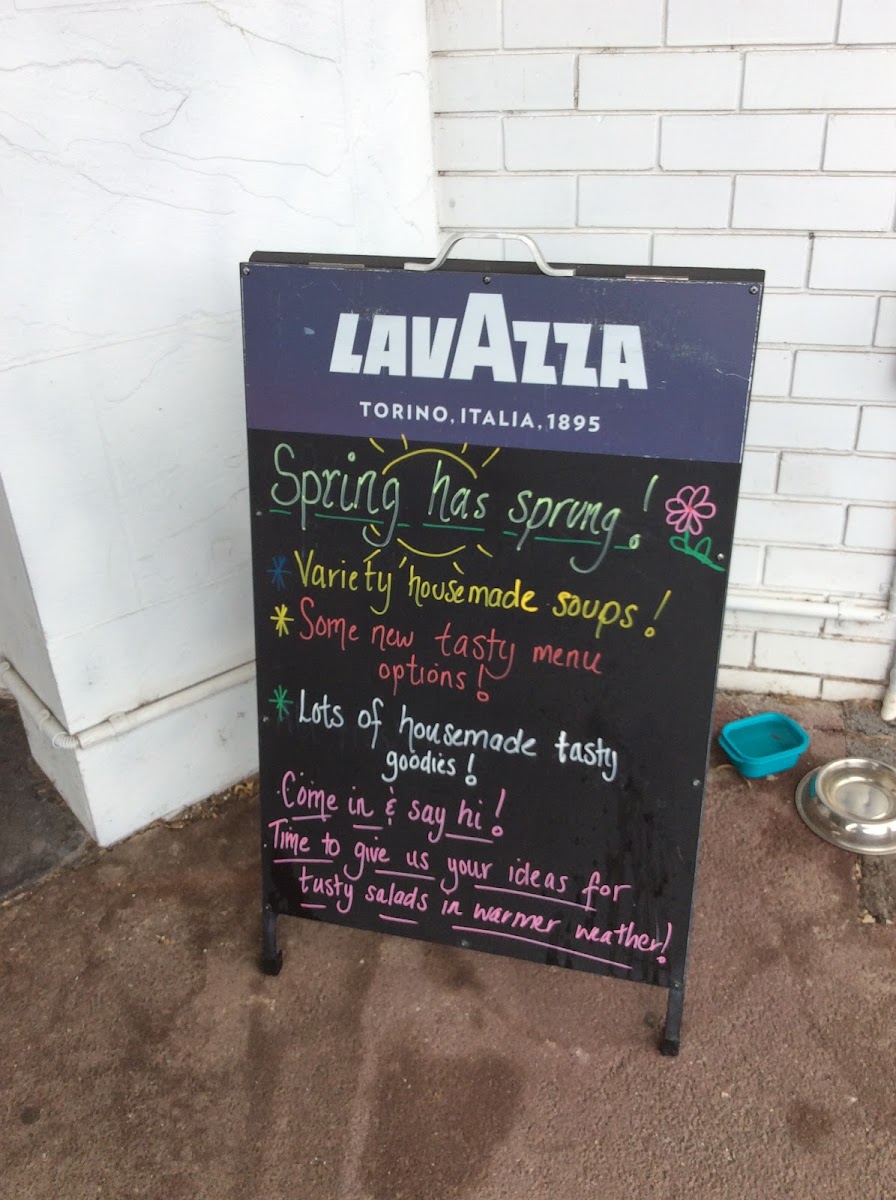 LAVAZZA
TORINO, ITALIA, 1895
Spring has sprung!
* Variety housemade soups!
* Some new tasty menu
options!
* Lots of housemade tasty
goodies!
Come in & say hi!
Time to give us your ideas for
tasty salads in warmer weather!